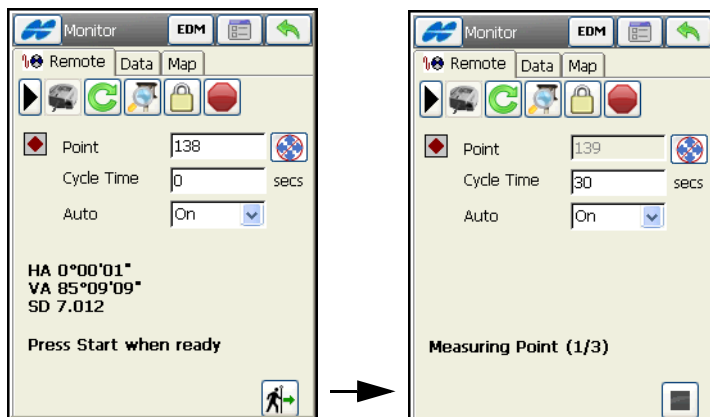 Monitor EDM
Remote Data Map
Point 138
Cycle Time 0 secs
Auto On
HA 0°00'01"
VA 85°09'09"
SD 7.012
Press Start when ready
Monitor EDM
Remote Data Map
Point 139
Cycle Time 30 secs
Auto On
Measuring Point (1/3)